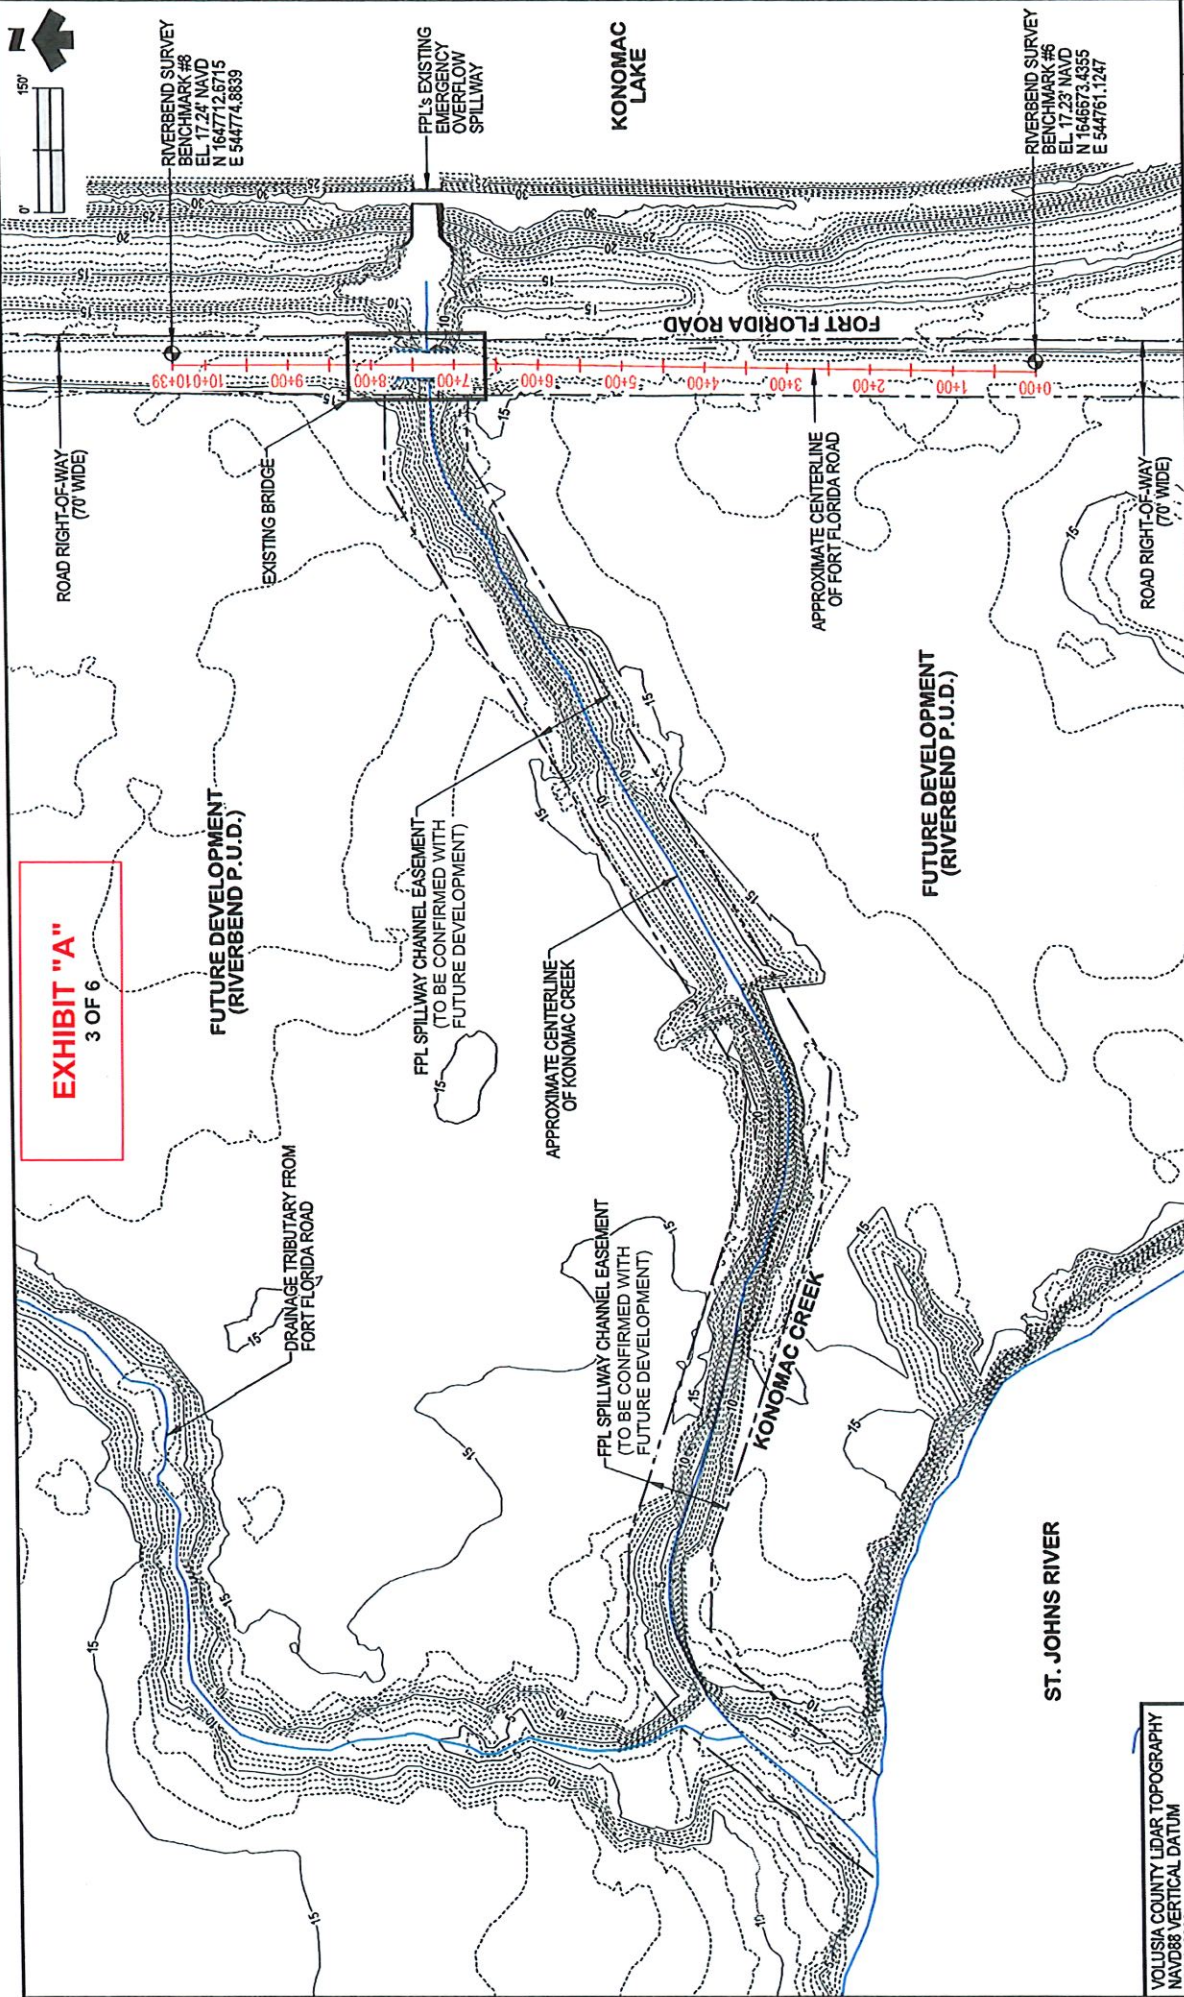 EXHIBIT "A"
3 OF 6
Z
0'
150'
RIVERBEND SURVEY
BENCHMARK #8
EL. 17.24' NAVD
N 1647712.6715
E 544774.8839
FPL's EXISTING
EMERGENCY
OVERFLOW
SPILLWAY
KONOMAC
LAKE
RIVERBEND SURVEY
BENCHMARK #6
EL. 17.23' NAVD
N 1646673.4355
E 544761.1247
ROAD RIGHT-OF-WAY
(70' WIDE)
EXISTING BRIDGE
FORT FLORIDA ROAD
10+39
10+00
9+00
8+00
7+00
6+00
5+00
4+00
3+00
2+00
1+00
0+00
APPROXIMATE CENTERLINE
OF FORT FLORIDA ROAD
ROAD RIGHT-OF-WAY
(70' WIDE)
FUTURE DEVELOPMENT
(RIVERBEND P.U.D.)
FPL SPILLWAY CHANNEL EASEMENT
(TO BE CONFIRMED WITH
FUTURE DEVELOPMENT)
APPROXIMATE CENTERLINE
OF KONOMAC CREEK
FUTURE DEVELOPMENT
(RIVERBEND P.U.D.)
DRAINAGE TRIBUTARY FROM
FORT FLORIDA ROAD
FPL SPILLWAY CHANNEL EASEMENT
(TO BE CONFIRMED WITH
FUTURE DEVELOPMENT)
KONOMAC CREEK
ST. JOHNS RIVER
VOLUSIA COUNTY LIDAR TOPOGRAPHY
NAVD88 VERTICAL DATUM